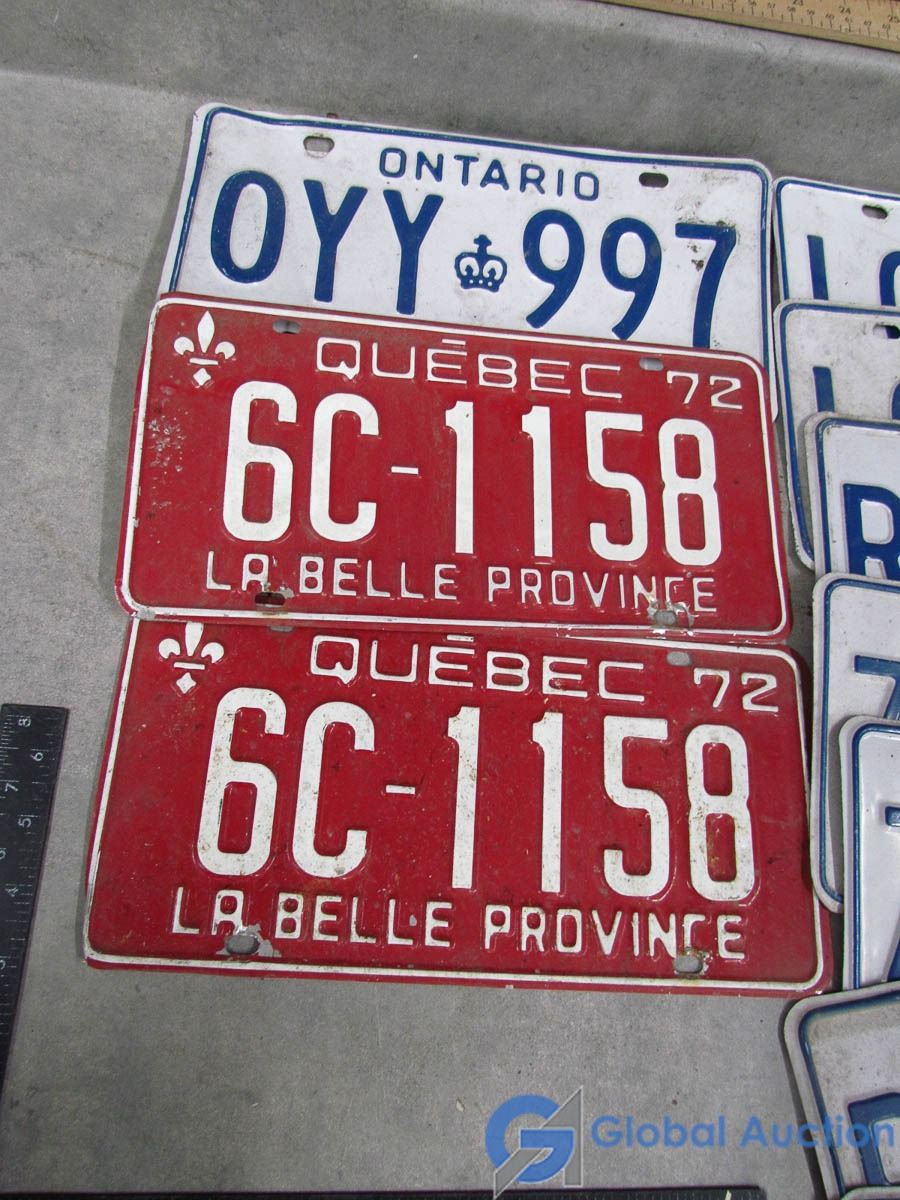 ONTARIO
OYY 997
QUÉBEC 72
6C-1158
LA BELLE PROVINCE
QUÉBEC 72
6C-1158
LA BELLE PROVINCE
Global Auction